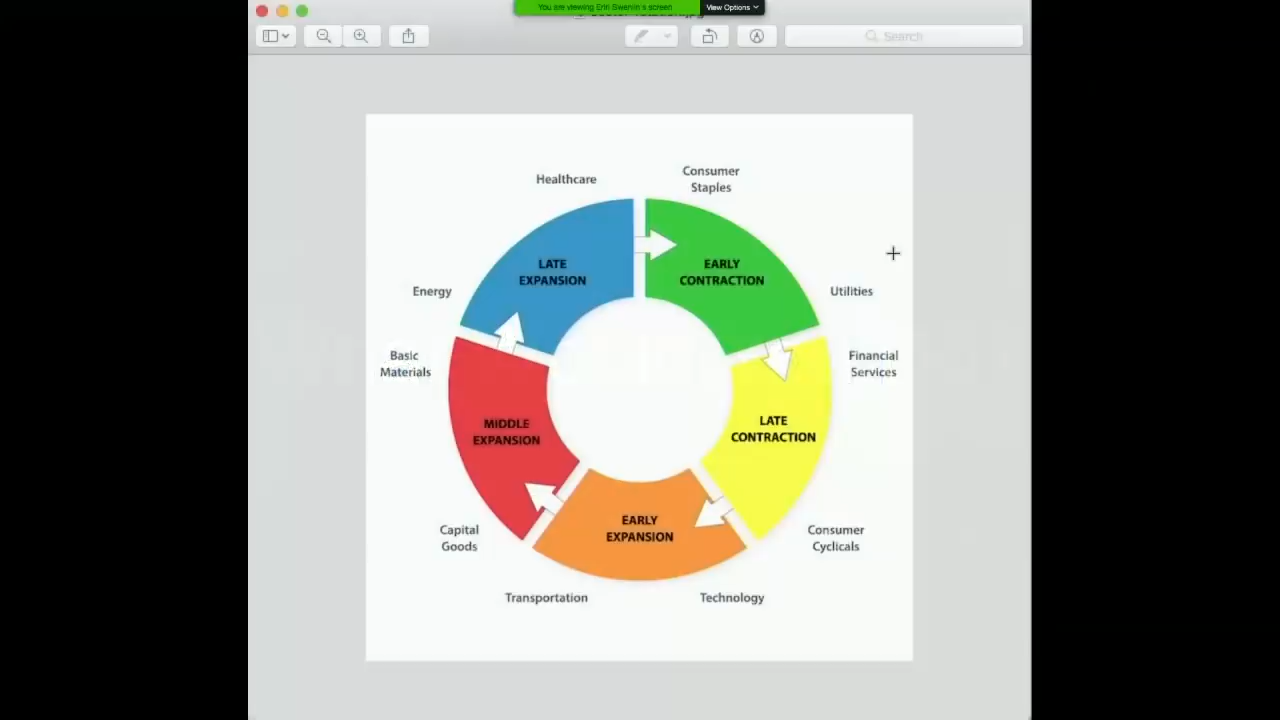 You are viewing Erin Swenlin's screen
View Options
Search
Healthcare
Consumer
Staples
LATE
EXPANSION
EARLY
CONTRACTION
Energy
Utilities
Basic
Materials
Financial
Services
MIDDLE
EXPANSION
LATE
CONTRACTION
EARLY
EXPANSION
Capital
Goods
Consumer
Cyclicals
Transportation
Technology